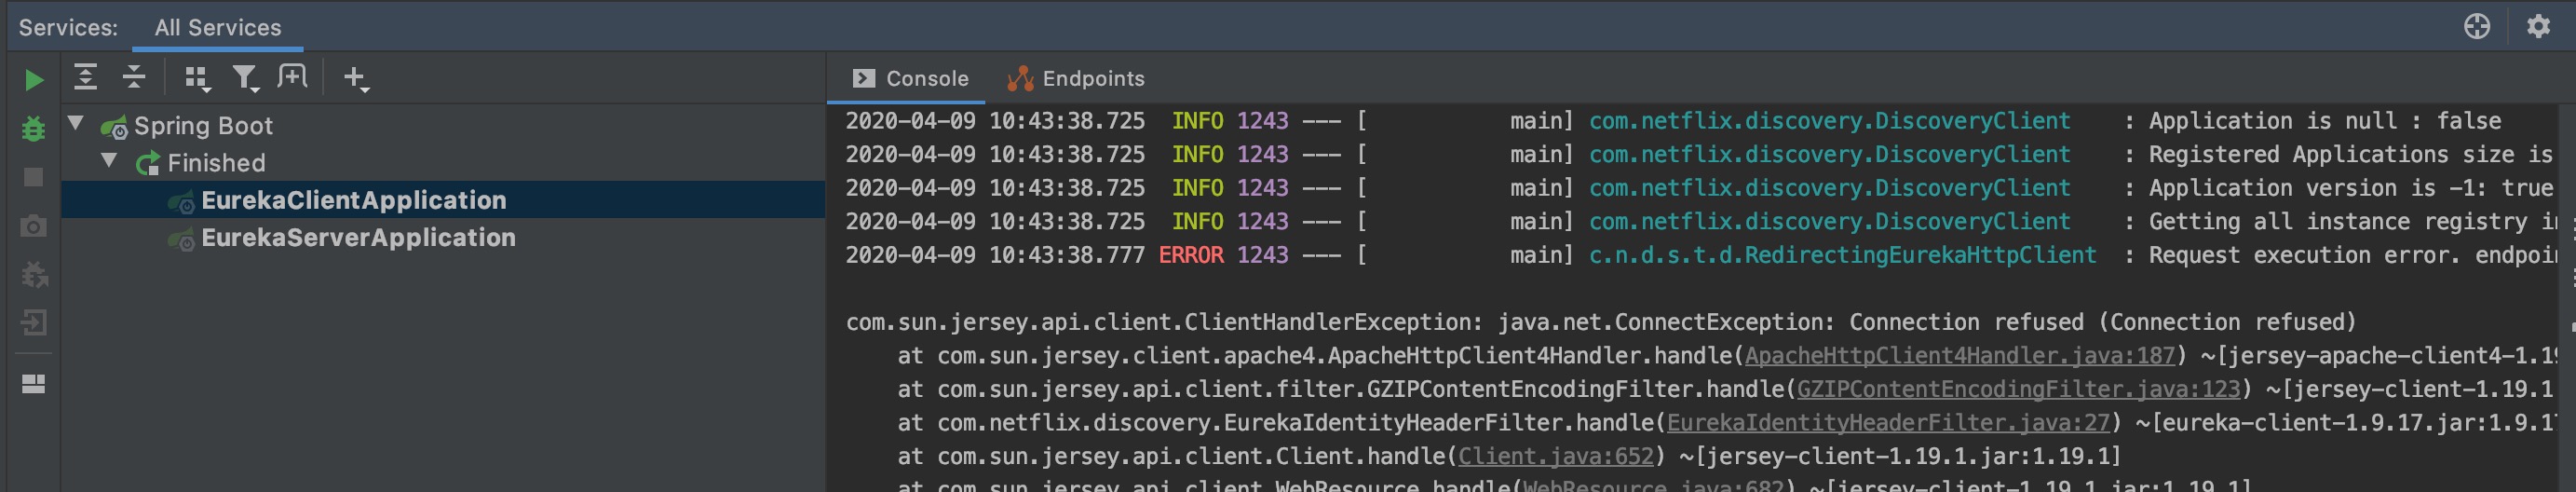 Services: All Services
Console Endpoints
Spring Boot
Finished
EurekaClientApplication
EurekaServerApplication
2020-04-09 10:43:38.725  INFO 1243 --- [           main] com.netflix.discovery.DiscoveryClient    : Application is null : false
2020-04-09 10:43:38.725  INFO 1243 --- [           main] com.netflix.discovery.DiscoveryClient    : Registered Applications size is
2020-04-09 10:43:38.725  INFO 1243 --- [           main] com.netflix.discovery.DiscoveryClient    : Application version is -1: true
2020-04-09 10:43:38.725  INFO 1243 --- [           main] com.netflix.discovery.DiscoveryClient    : Getting all instance registry
2020-04-09 10:43:38.777 ERROR 1243 --- [           main] c.n.d.s.t.d.RedirectingEurekaHttpClient  : Request execution error.
com.sun.jersey.api.client.ClientHandlerException: java.net.ConnectException: Connection refused (Connection refused)
at com.sun.jersey.client.apache4.ApacheHttpClient4Handler.handle(ApacheHttpClient4Handler.java:187) ~[jersey-apache-client4-1.19
at com.sun.jersey.api.client.filter.GZIPContentEncodingFilter.handle(GZIPContentEncodingFilter.java:123) ~[jersey-client-1.19.1
at com.netflix.discovery.EurekaIdentityHeaderFilter.handle(EurekaIdentityHeaderFilter.java:27) ~[eureka-client-1.9.17.jar:1.9.1
at com.sun.jersey.api.client.Client.handle(Client.java:652) ~[jersey-client-1.19.1.jar:1.19.1]
at com.sun.jersey.api.client.WebResource.handle(WebResource.java:682) ~[jersey-client-1.19.1.jar:1.19.1]